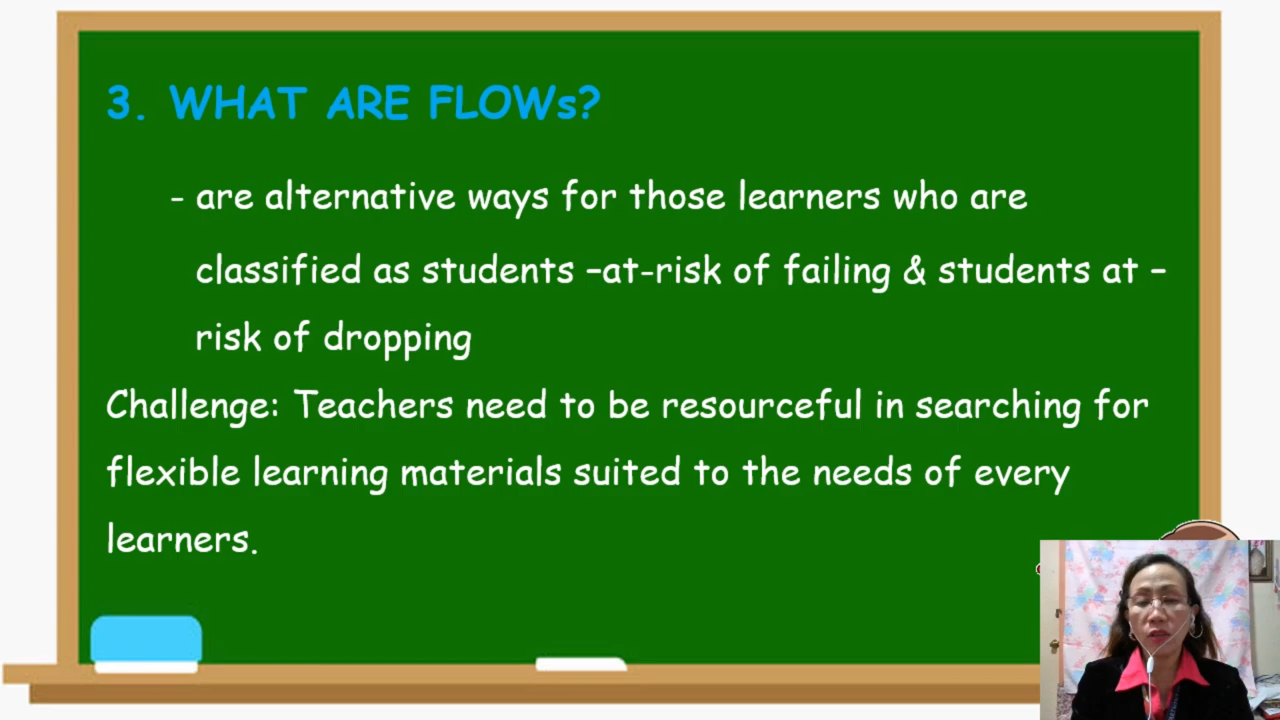 3. WHAT ARE FLOWs?
- are alternative ways for those learners who are
classified as students –at-risk of failing & students at –
risk of dropping
Challenge: Teachers need to be resourceful in searching for
flexible learning materials suited to the needs of every
learners.